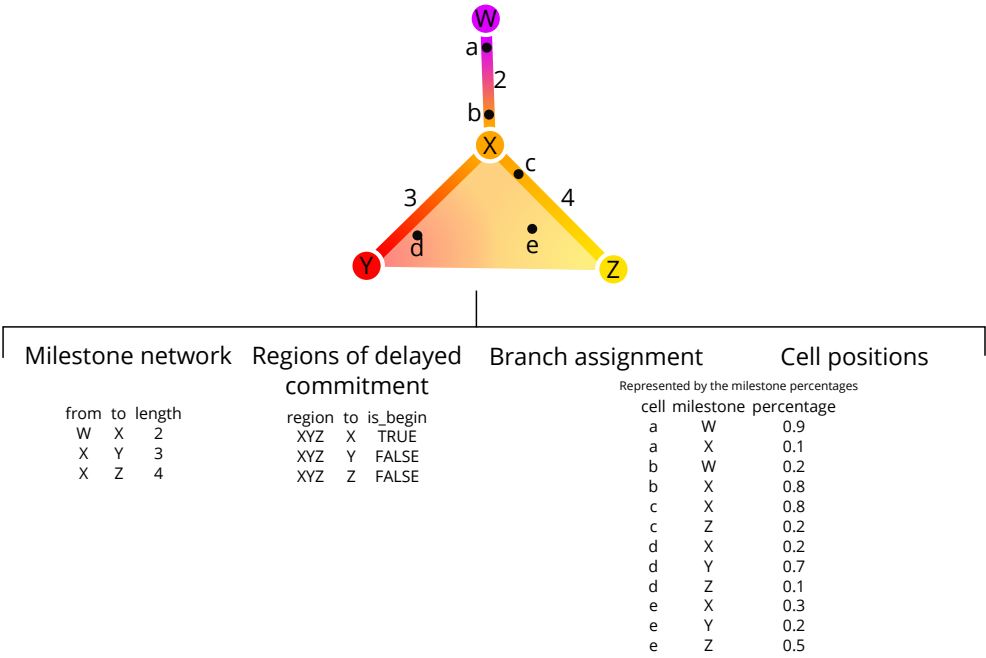 W
a
2
b
X
c
3
4
d
e
Y
Z
Milestone network
from to length
W X 2
X Y 3
X Z 4
Regions of delayed
commitment
region to is_begin
XYZ X TRUE
XYZ Y FALSE
XYZ Z FALSE
Branch assignment
Cell positions
Represented by the milestone percentages
cell milestone percentage
a W 0.9
a X 0.1
b W 0.2
b X 0.8
c X 0.8
c Z 0.2
d X 0.2
d Y 0.7
d Z 0.1
e X 0.3
e Y 0.2
e Z 0.5